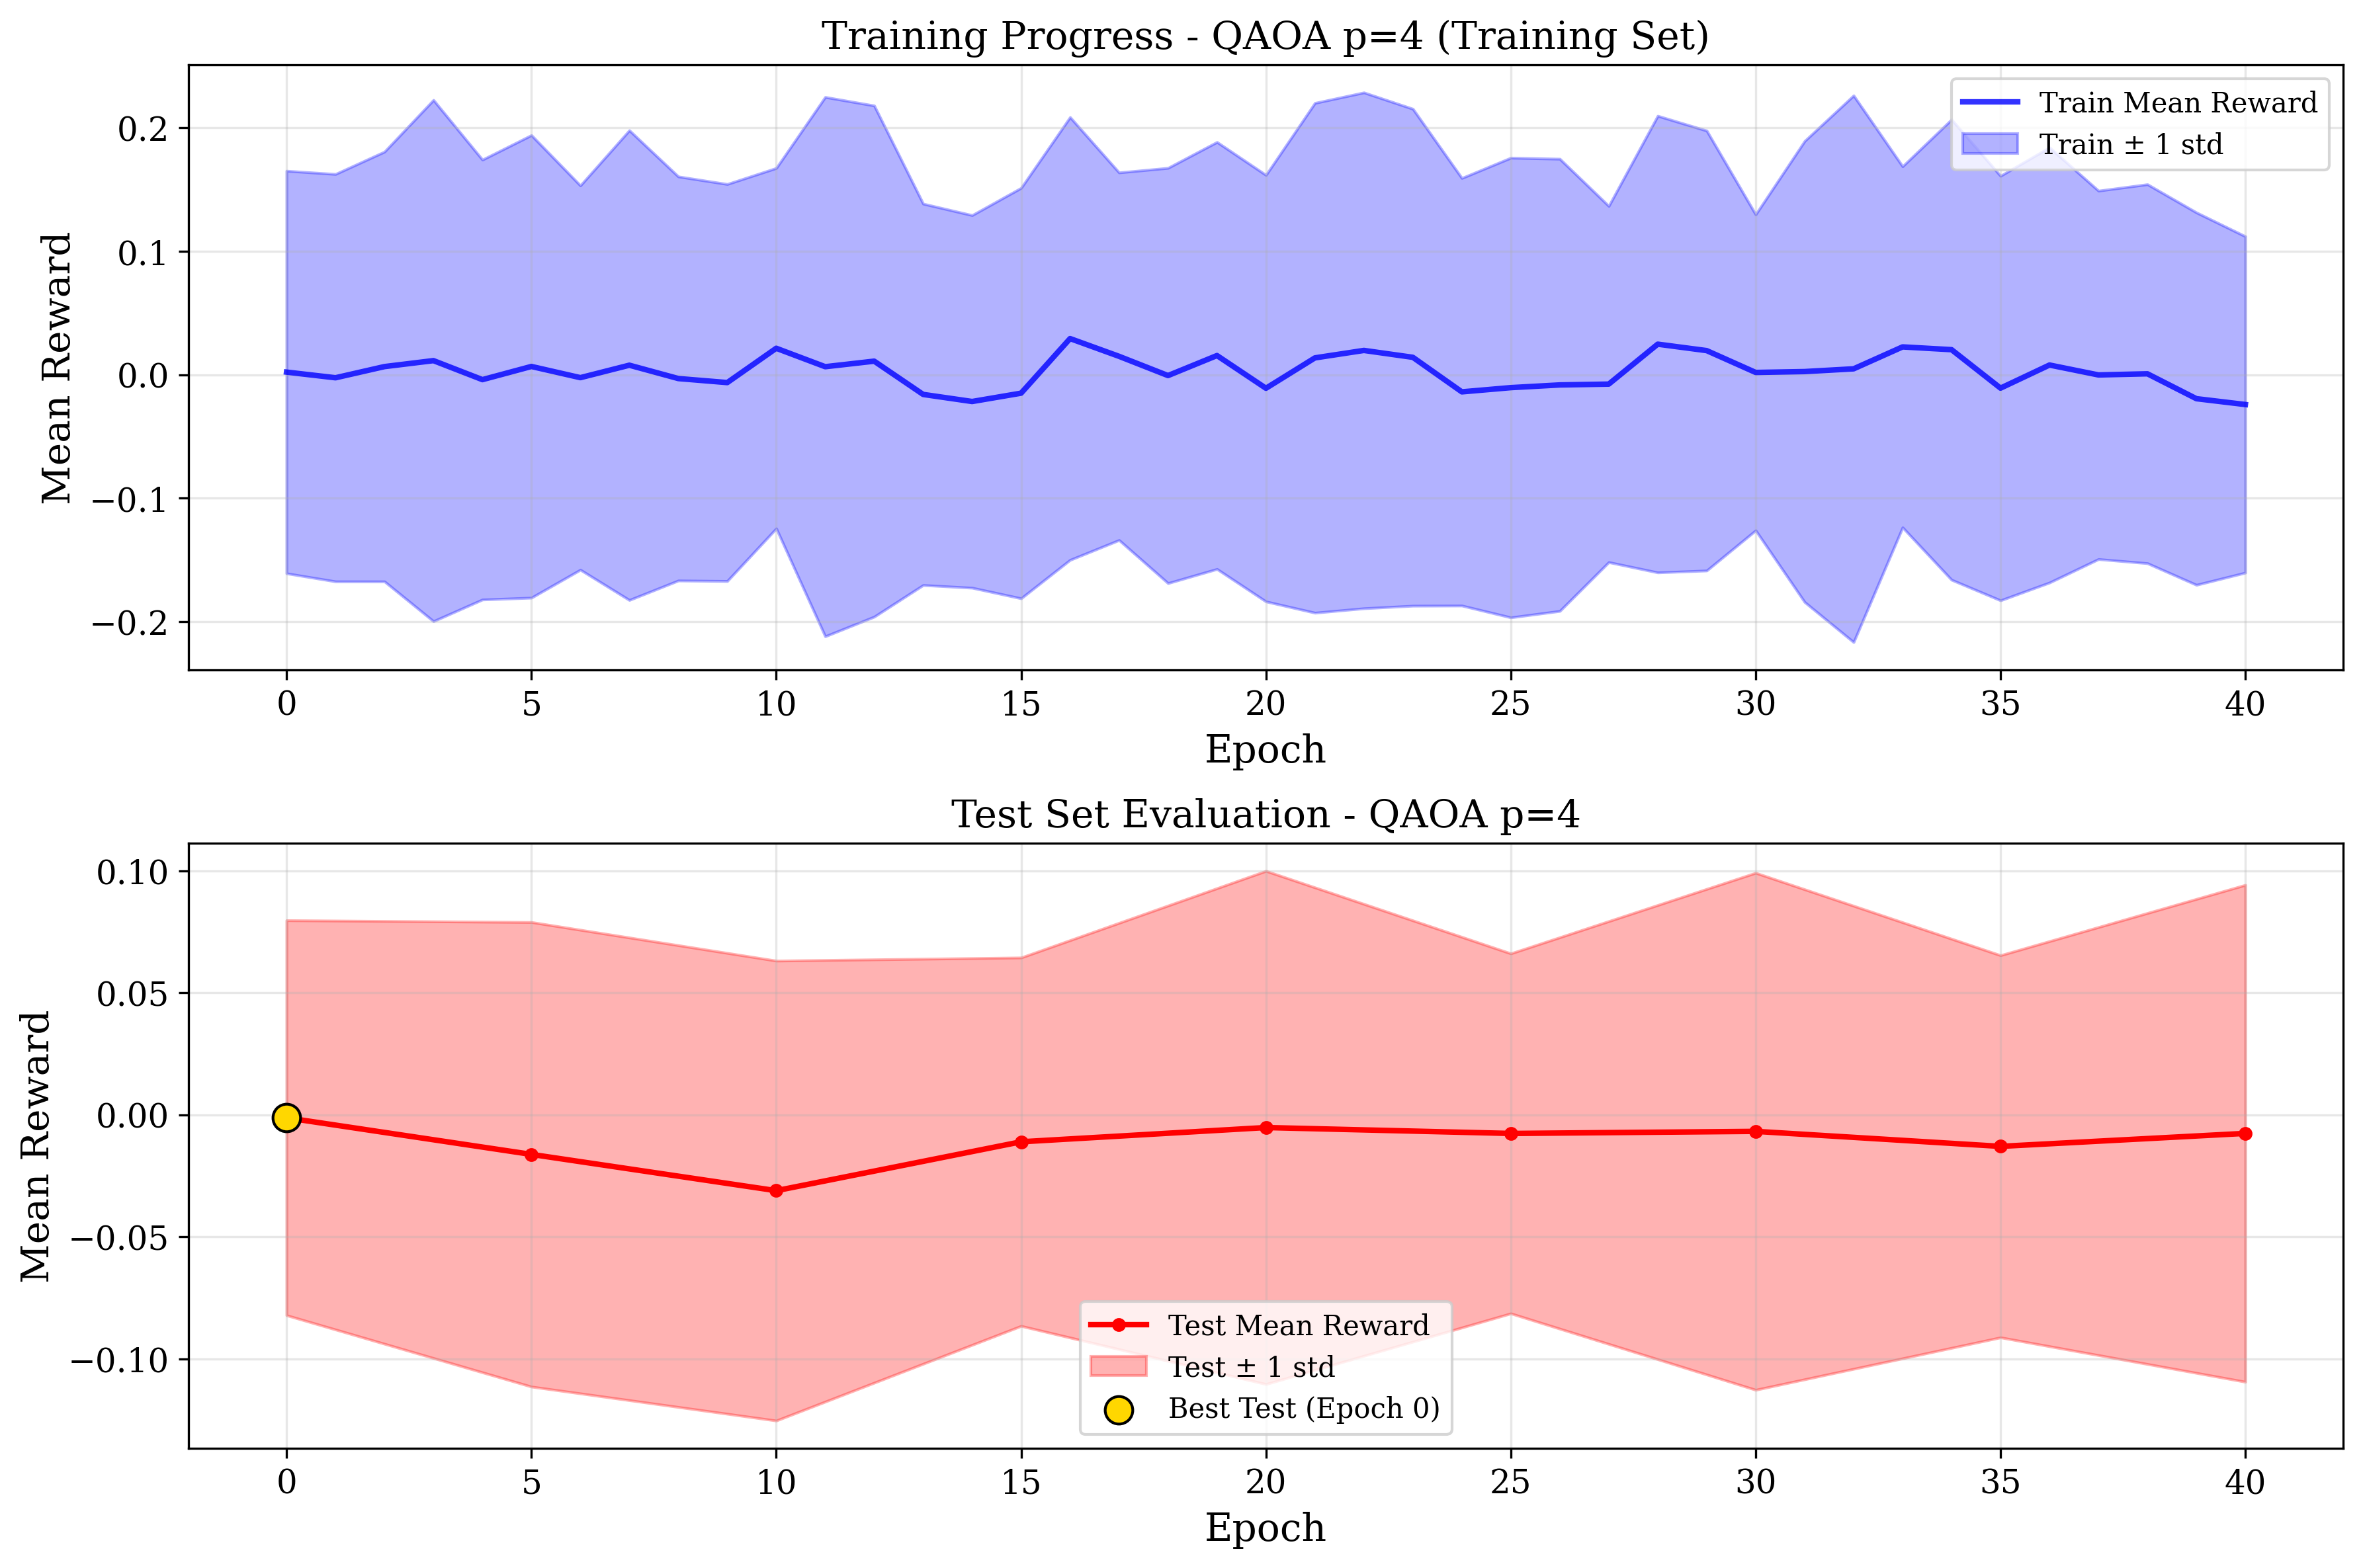 Training Progress - QAOA p=4 (Training Set)
Mean Reward
0.2
0.1
0.0
−0.1
−0.2
Train Mean Reward
Train ± 1 std
0 5 10 15 20 25 30 35 40
Epoch
Test Set Evaluation - QAOA p=4
Mean Reward
0.10
0.05
0.00
−0.05
−0.10
Test Mean Reward
Test ± 1 std
Best Test (Epoch 0)
0 5 10 15 20 25 30 35 40
Epoch